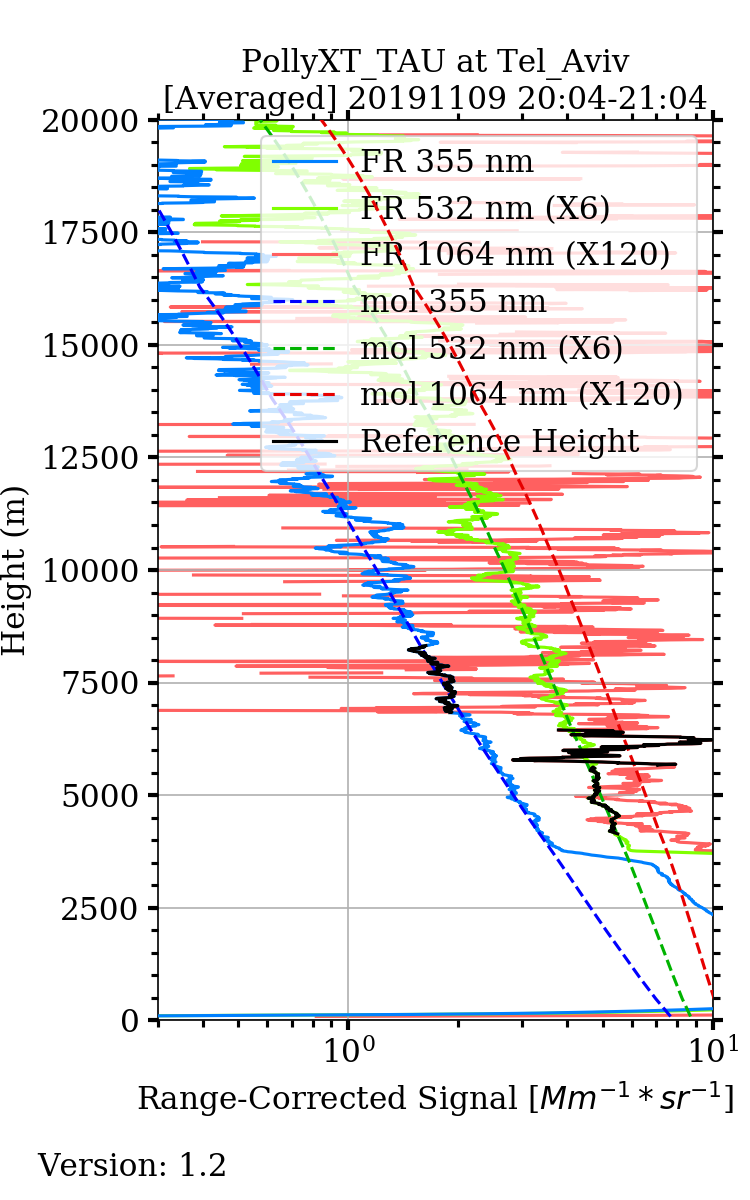 PollyXT_TAU at Tel_Aviv
[Averaged] 20191109 20:04-21:04
20000
17500
15000
12500
10000
7500
5000
2500
0
Height (m)
FR 355 nm
FR 532 nm (X6)
FR 1064 nm (X120)
mol 355 nm
mol 532 nm (X6)
mol 1064 nm (X120)
Reference Height
10⁰ 10¹
Range-Corrected Signal [Mm⁻¹ * sr⁻¹]
Version: 1.2